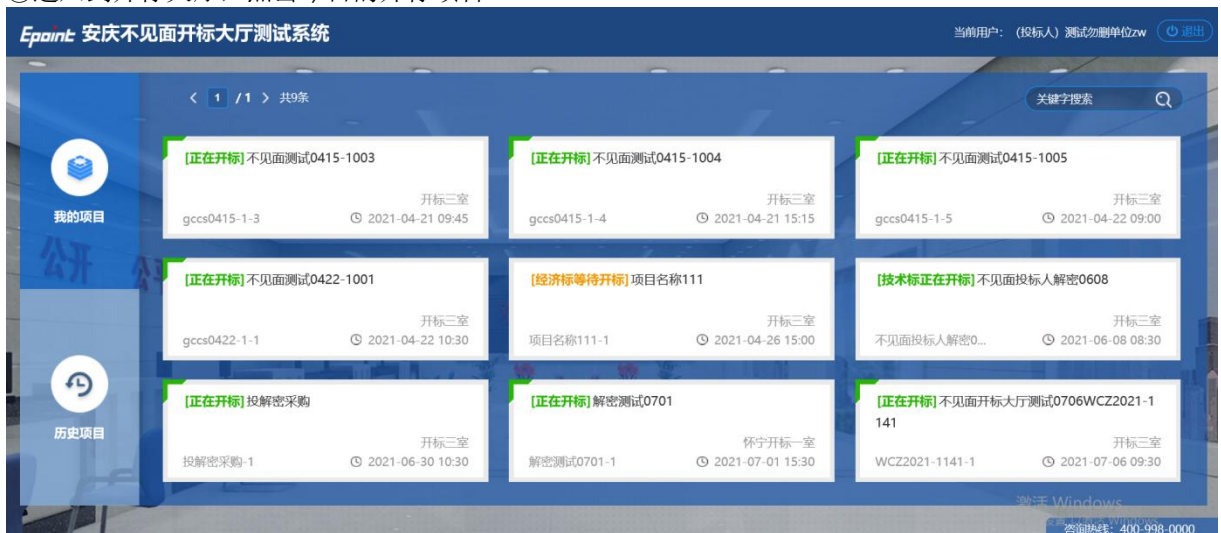 Epoint 安庆不见面开标大厅测试系统
当前用户： (投标人) 测试勿删单位zw
退出
1 /1 共9条
关键字搜索
我的项目
历史项目
[正在开标] 不见面测试0415-1003
开标三室
gccs0415-1-3 2021-04-21 09:45
[正在开标] 不见面测试0415-1004
开标三室
gccs0415-1-4 2021-04-21 15:15
[正在开标] 不见面测试0415-1005
开标三室
gccs0415-1-5 2021-04-22 09:00
[正在开标] 不见面测试0422-1001
开标三室
gccs0422-1-1 2021-04-22 10:30
[经济标等待开标] 项目名称111
开标三室
项目名称111-1 2021-04-26 15:00
[技术标正在开标] 不见面投标人解密0608
开标三室
不见面投标人解密0... 2021-06-08 08:30
[正在开标] 投解密采购
开标三室
投解密采购-1 2021-06-30 10:30
[正在开标] 解密测试0701
怀宁开标一室
解密测试0701-1 2021-07-01 15:30
[正在开标] 不见面开标大厅测试0706WCZ2021-1
141
开标三室
WCZ2021-1141-1 2021-07-06 09:30
公开
激活 Windows
咨询热线：400-998-0000